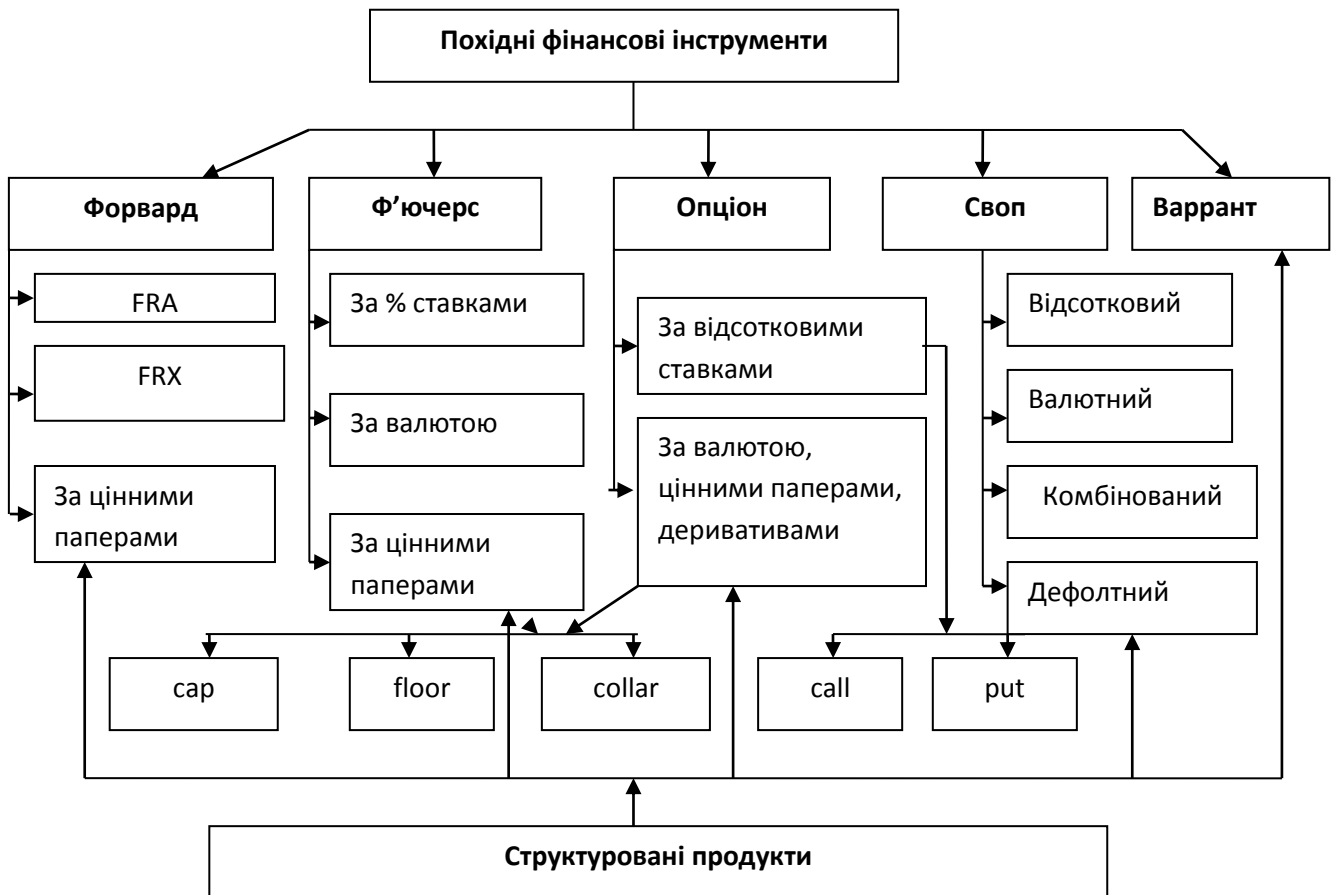 Похідні фінансові інструменти
Форвард
Ф’ючерс
Опціон
Своп
Варрант
FRA
FRX
За цінними
паперами
За % ставками
За валютою
За цінними
паперами
За відсотковими
ставками
За валютою,
цінними паперами,
деривативами
Відсотковий
Валютний
Комбінований
Дефолтний
cap
floor
collar
call
put
Структуровані продукти